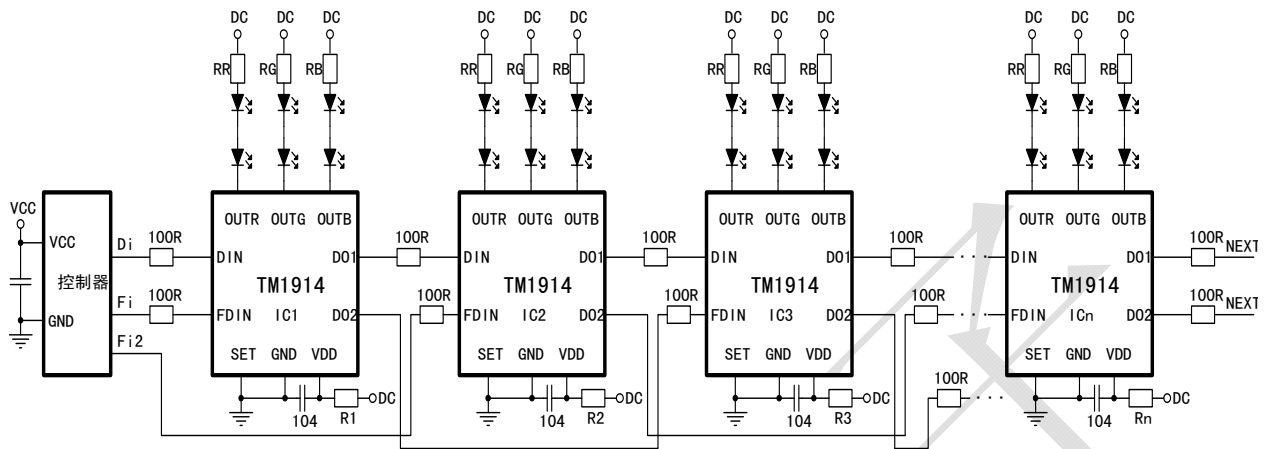 DC DC DC DC DC DC DC DC DC DC DC DC
RR RG RB RR RG RB RR RG RB RR RG RB
VCC
OUTR OUTG OUTB OUTR OUTG OUTB OUTR OUTG OUTB OUTR OUTG OUTB
VCC Di 100R DIN DO1 100R DIN DO1 100R DIN DO1 100R ··· DIN DO1 100R NEXT
控制器 TM1914 TM1914 TM1914 TM1914
GND Fi 100R FDIN IC1 DO2 100R FDIN IC2 DO2 100R FDIN IC3 DO2 100R ··· FDIN ICn DO2 100R NEXT
Fi2 SET GND VDD SET GND VDD SET GND VDD SET GND VDD
104 R1 DC 104 R2 DC 104 R3 DC 100R ··· 104 Rn DC